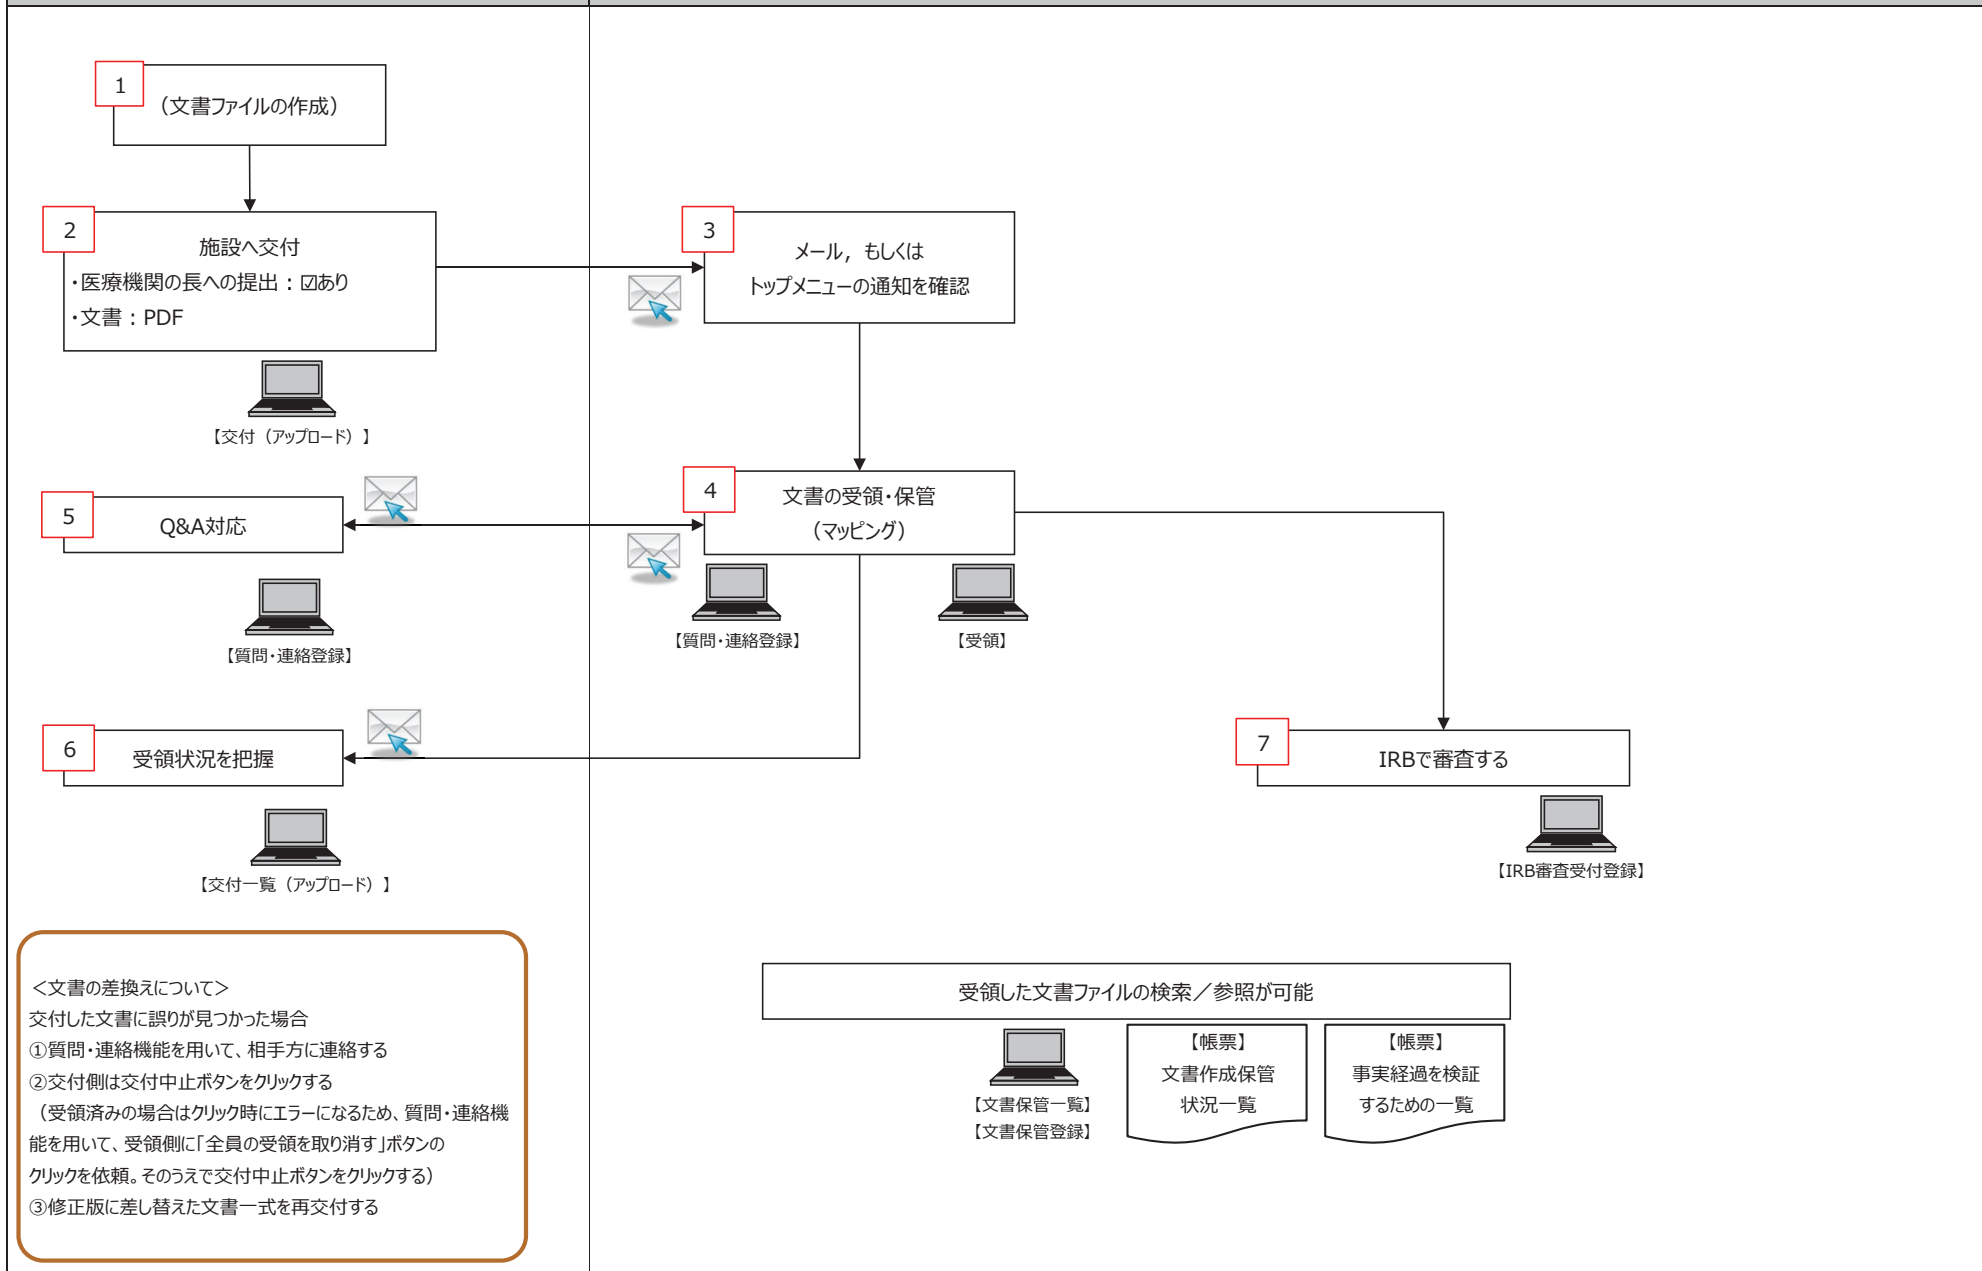 1
（文書ファイルの作成）
2
施設へ交付
・医療機関の長への提出：☑あり
・文書：PDF
【交付（アップロード）】
3
メール，もしくは
トップメニューの通知を確認
4
文書の受領・保管
（マッピング）
【質問・連絡登録】
【受領】
5
Q&A対応
【質問・連絡登録】
6
受領状況を把握
【交付一覧（アップロード）】
7
IRBで審査する
【IRB審査受付登録】
＜文書の差換えについて＞
交付した文書に誤りが見つかった場合
①質問・連絡機能を用いて、相手方に連絡する
②交付側は交付中止ボタンをクリックする
（受領済みの場合はクリック時にエラーになるため、質問・連絡機
能を用いて、受領側に「全員の受領を取り消す」ボタンの
クリックを依頼。そのうえで交付中止ボタンをクリックする）
③修正版に差し替えた文書一式を再交付する
受領した文書ファイルの検索／参照が可能
【文書保管一覧】
【文書保管登録】
【帳票】
文書作成保管
状況一覧
【帳票】
事実経過を検証
するための一覧